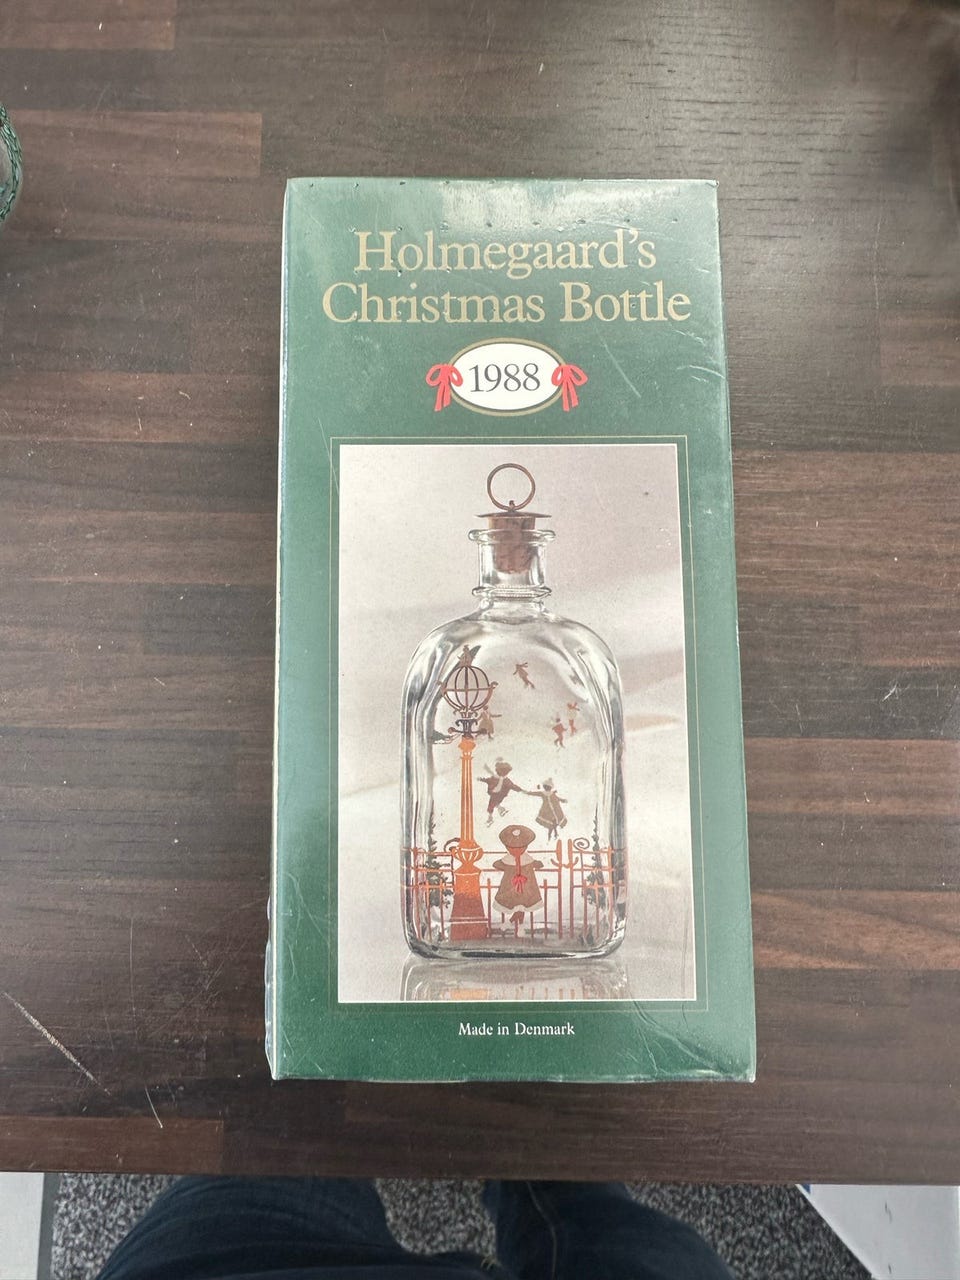 Holmegaard's
Christmas Bottle
1988
Made in Denmark